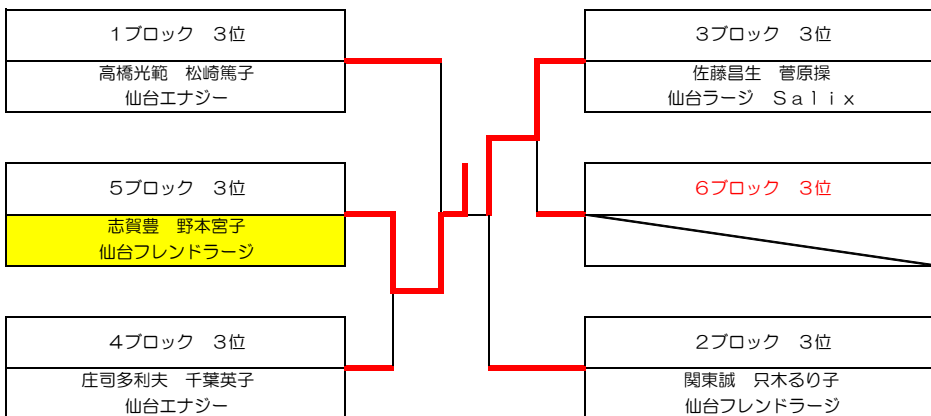 1ブロック　3位
高橋光範　松崎篤子
仙台エナジー
5ブロック　3位
志賀豊　野本宮子
仙台フレンドラージ
4ブロック　3位
庄司多利夫　千葉英子
仙台エナジー
3ブロック　3位
佐藤昌生　菅原操
仙台ラージ　Ｓａｌｉｘ
6ブロック　3位
2ブロック　3位
関東誠　只木るり子
仙台フレンドラージ